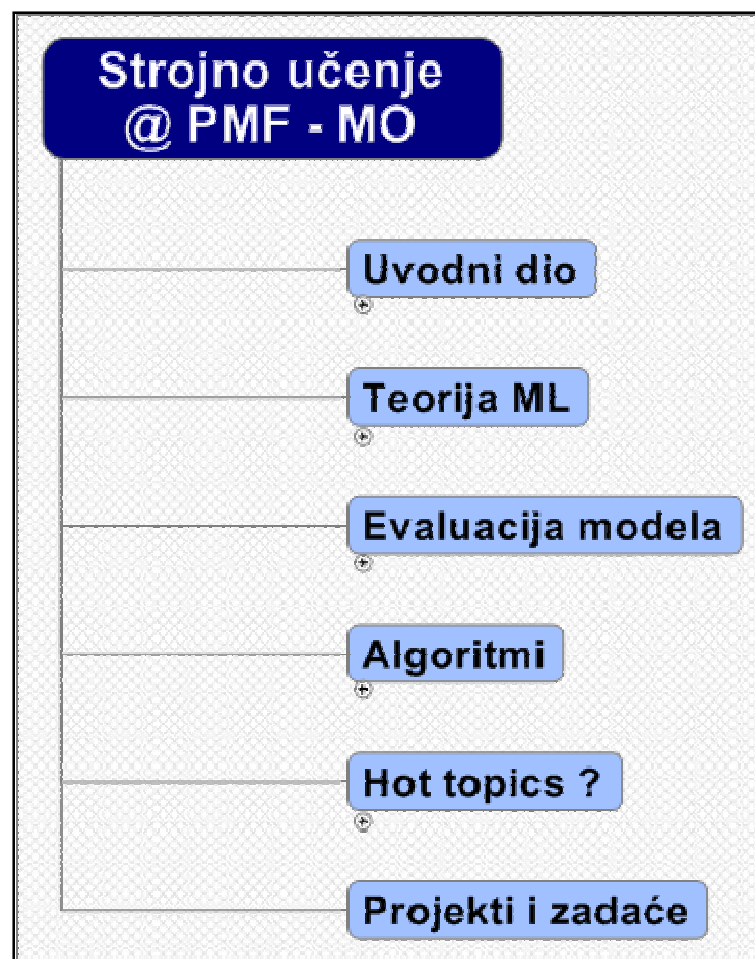 Strojno učenje
@ PMF - MO
Uvodni dio
Teorija ML
Evaluacija modela
Algoritmi
Hot topics ?
Projekti i zadaće